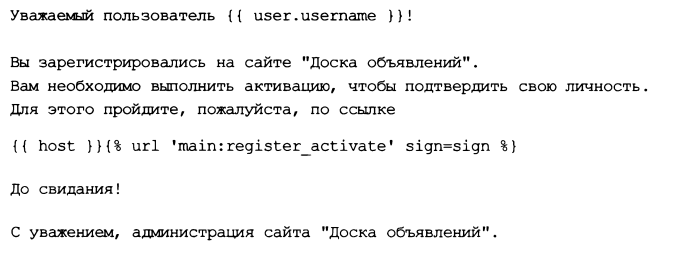 Уважаемый пользователь {{ user.username }}!
Вы зарегистрировались на сайте "Доска объявлений".
Вам необходимо выполнить активацию, чтобы подтвердить свою личность.
Для этого пройдите, пожалуйста, по ссылке
{{ host }}{% url 'main:register_activate' sign=sign %}
До свидания!
С уважением, администрация сайта "Доска объявлений".